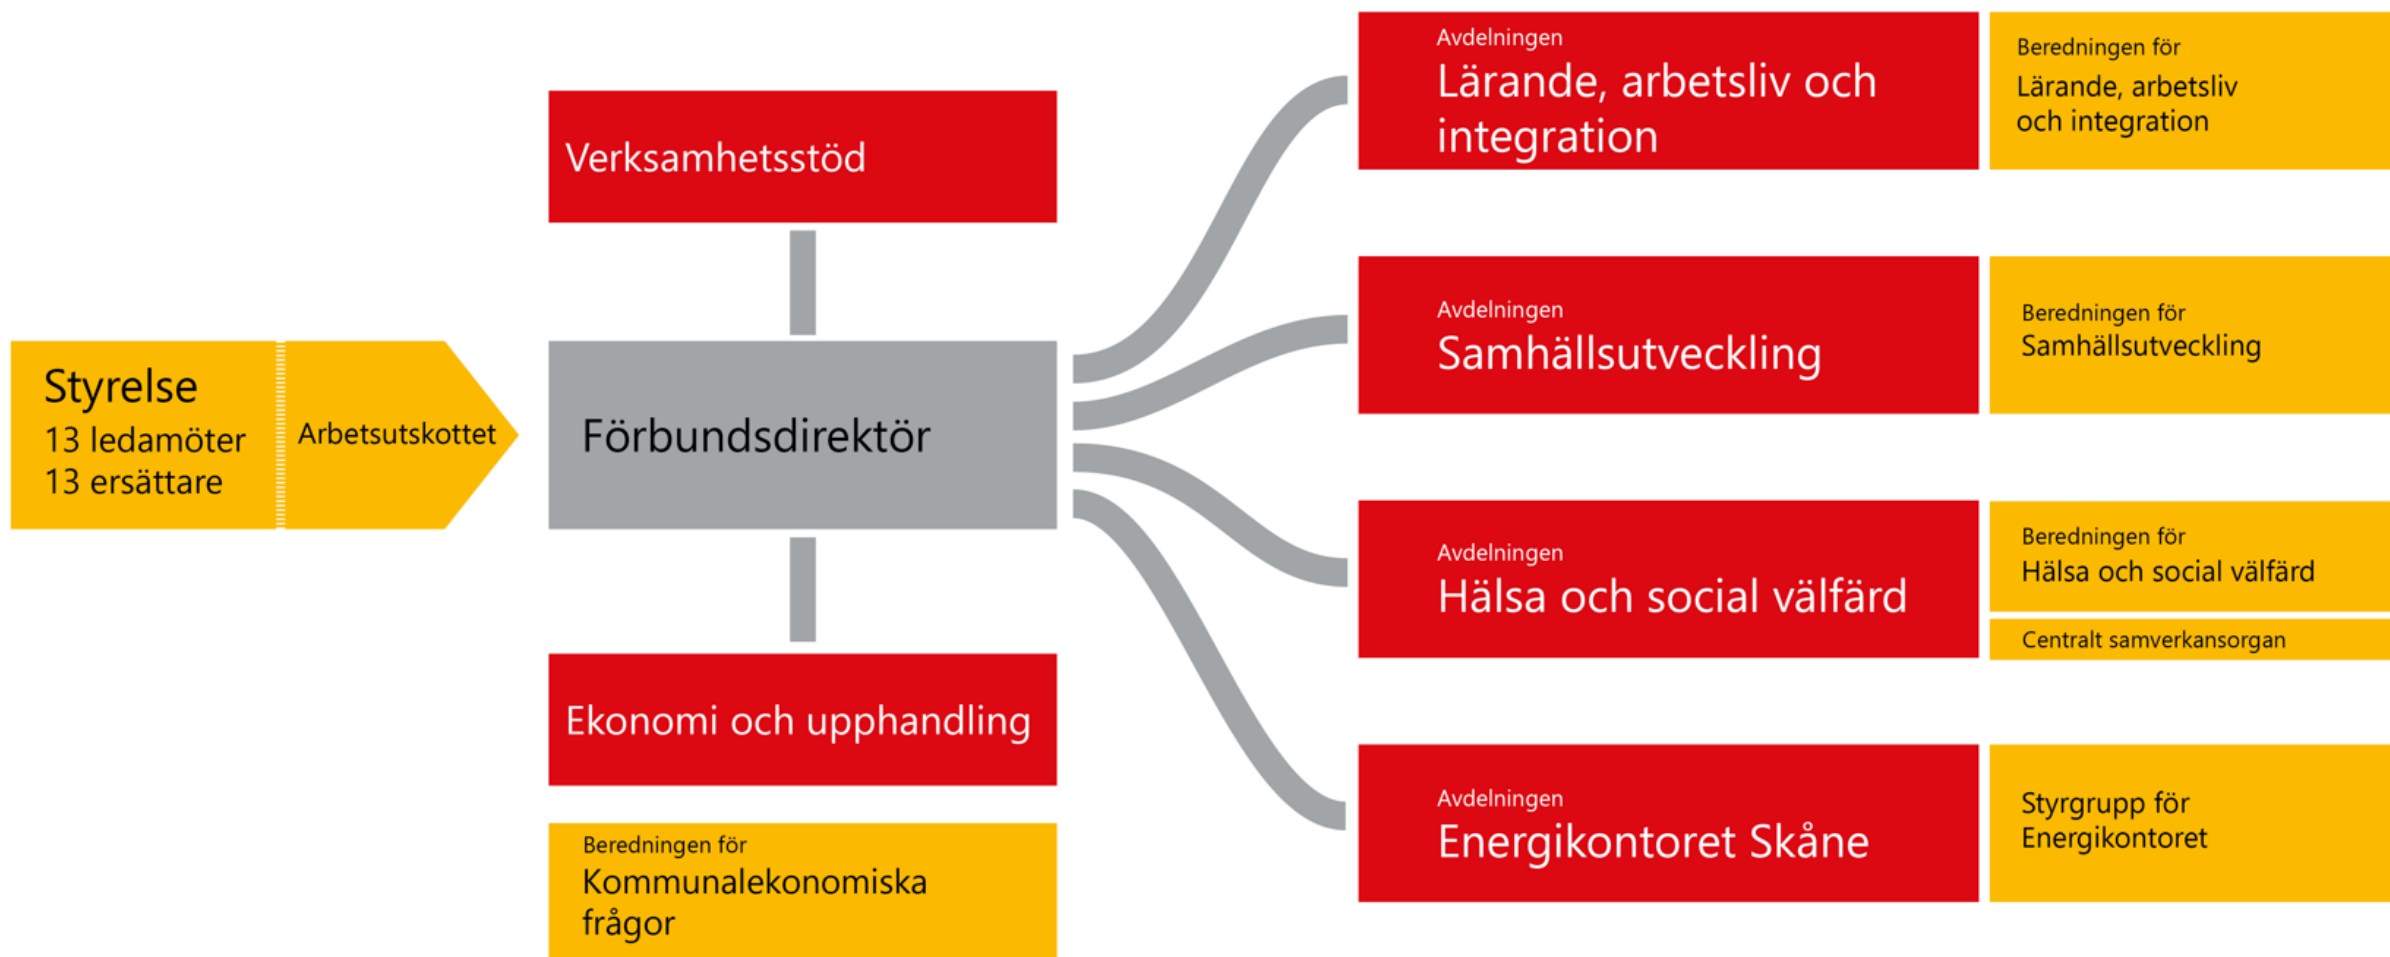 Styrelse
13 ledamöter
13 ersättare
Arbetsutskottet
Verksamhetsstöd
Förbundsdirektör
Ekonomi och upphandling
Beredningen för
Kommunalekonomiska
frågor
Avdelningen
Lärande, arbetsliv och
integration
Beredningen för
Lärande, arbetsliv
och integration
Avdelningen
Samhällsutveckling
Beredningen för
Samhällsutveckling
Avdelningen
Hälsa och social välfärd
Beredningen för
Hälsa och social välfärd
Centralt samverkansorgan
Avdelningen
Energikontoret Skåne
Styrgrupp för
Energikontoret